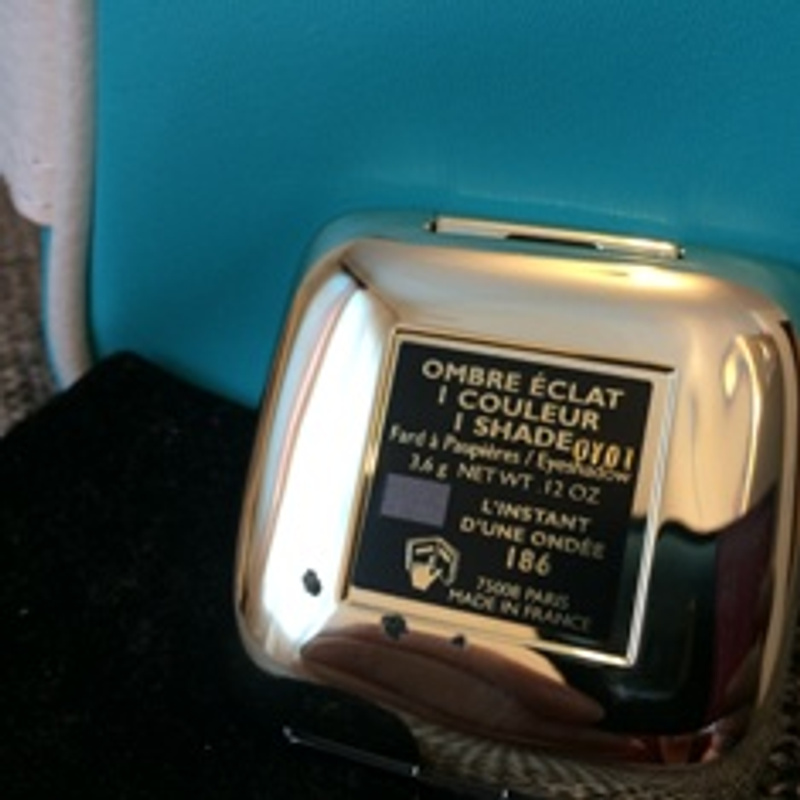 OMBRE ÉCLAT
1 COULEUR
1 SHADE
Fard à Paupières / Eyeshadow
3,6 g NET WT. .12 OZ
L'INSTANT
D'UNE ONDÉE
186
75008 PARIS
MADE IN FRANCE